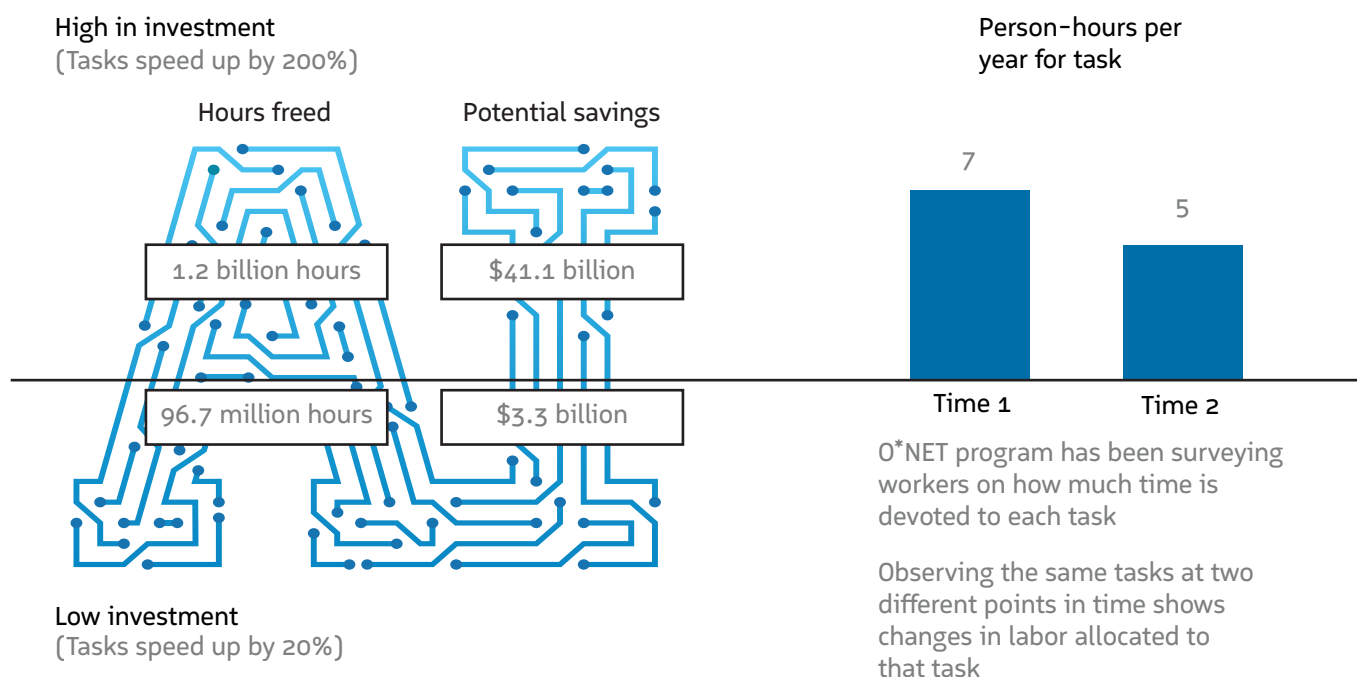 High in investment
(Tasks speed up by 200%)
Hours freed
Potential savings
1.2 billion hours
$41.1 billion
96.7 million hours
$3.3 billion
Low investment
(Tasks speed up by 20%)
Person-hours per
year for task
7
5
Time 1
Time 2
O*NET program has been surveying
workers on how much time is
devoted to each task
Observing the same tasks at two
different points in time shows
changes in labor allocated to
that task